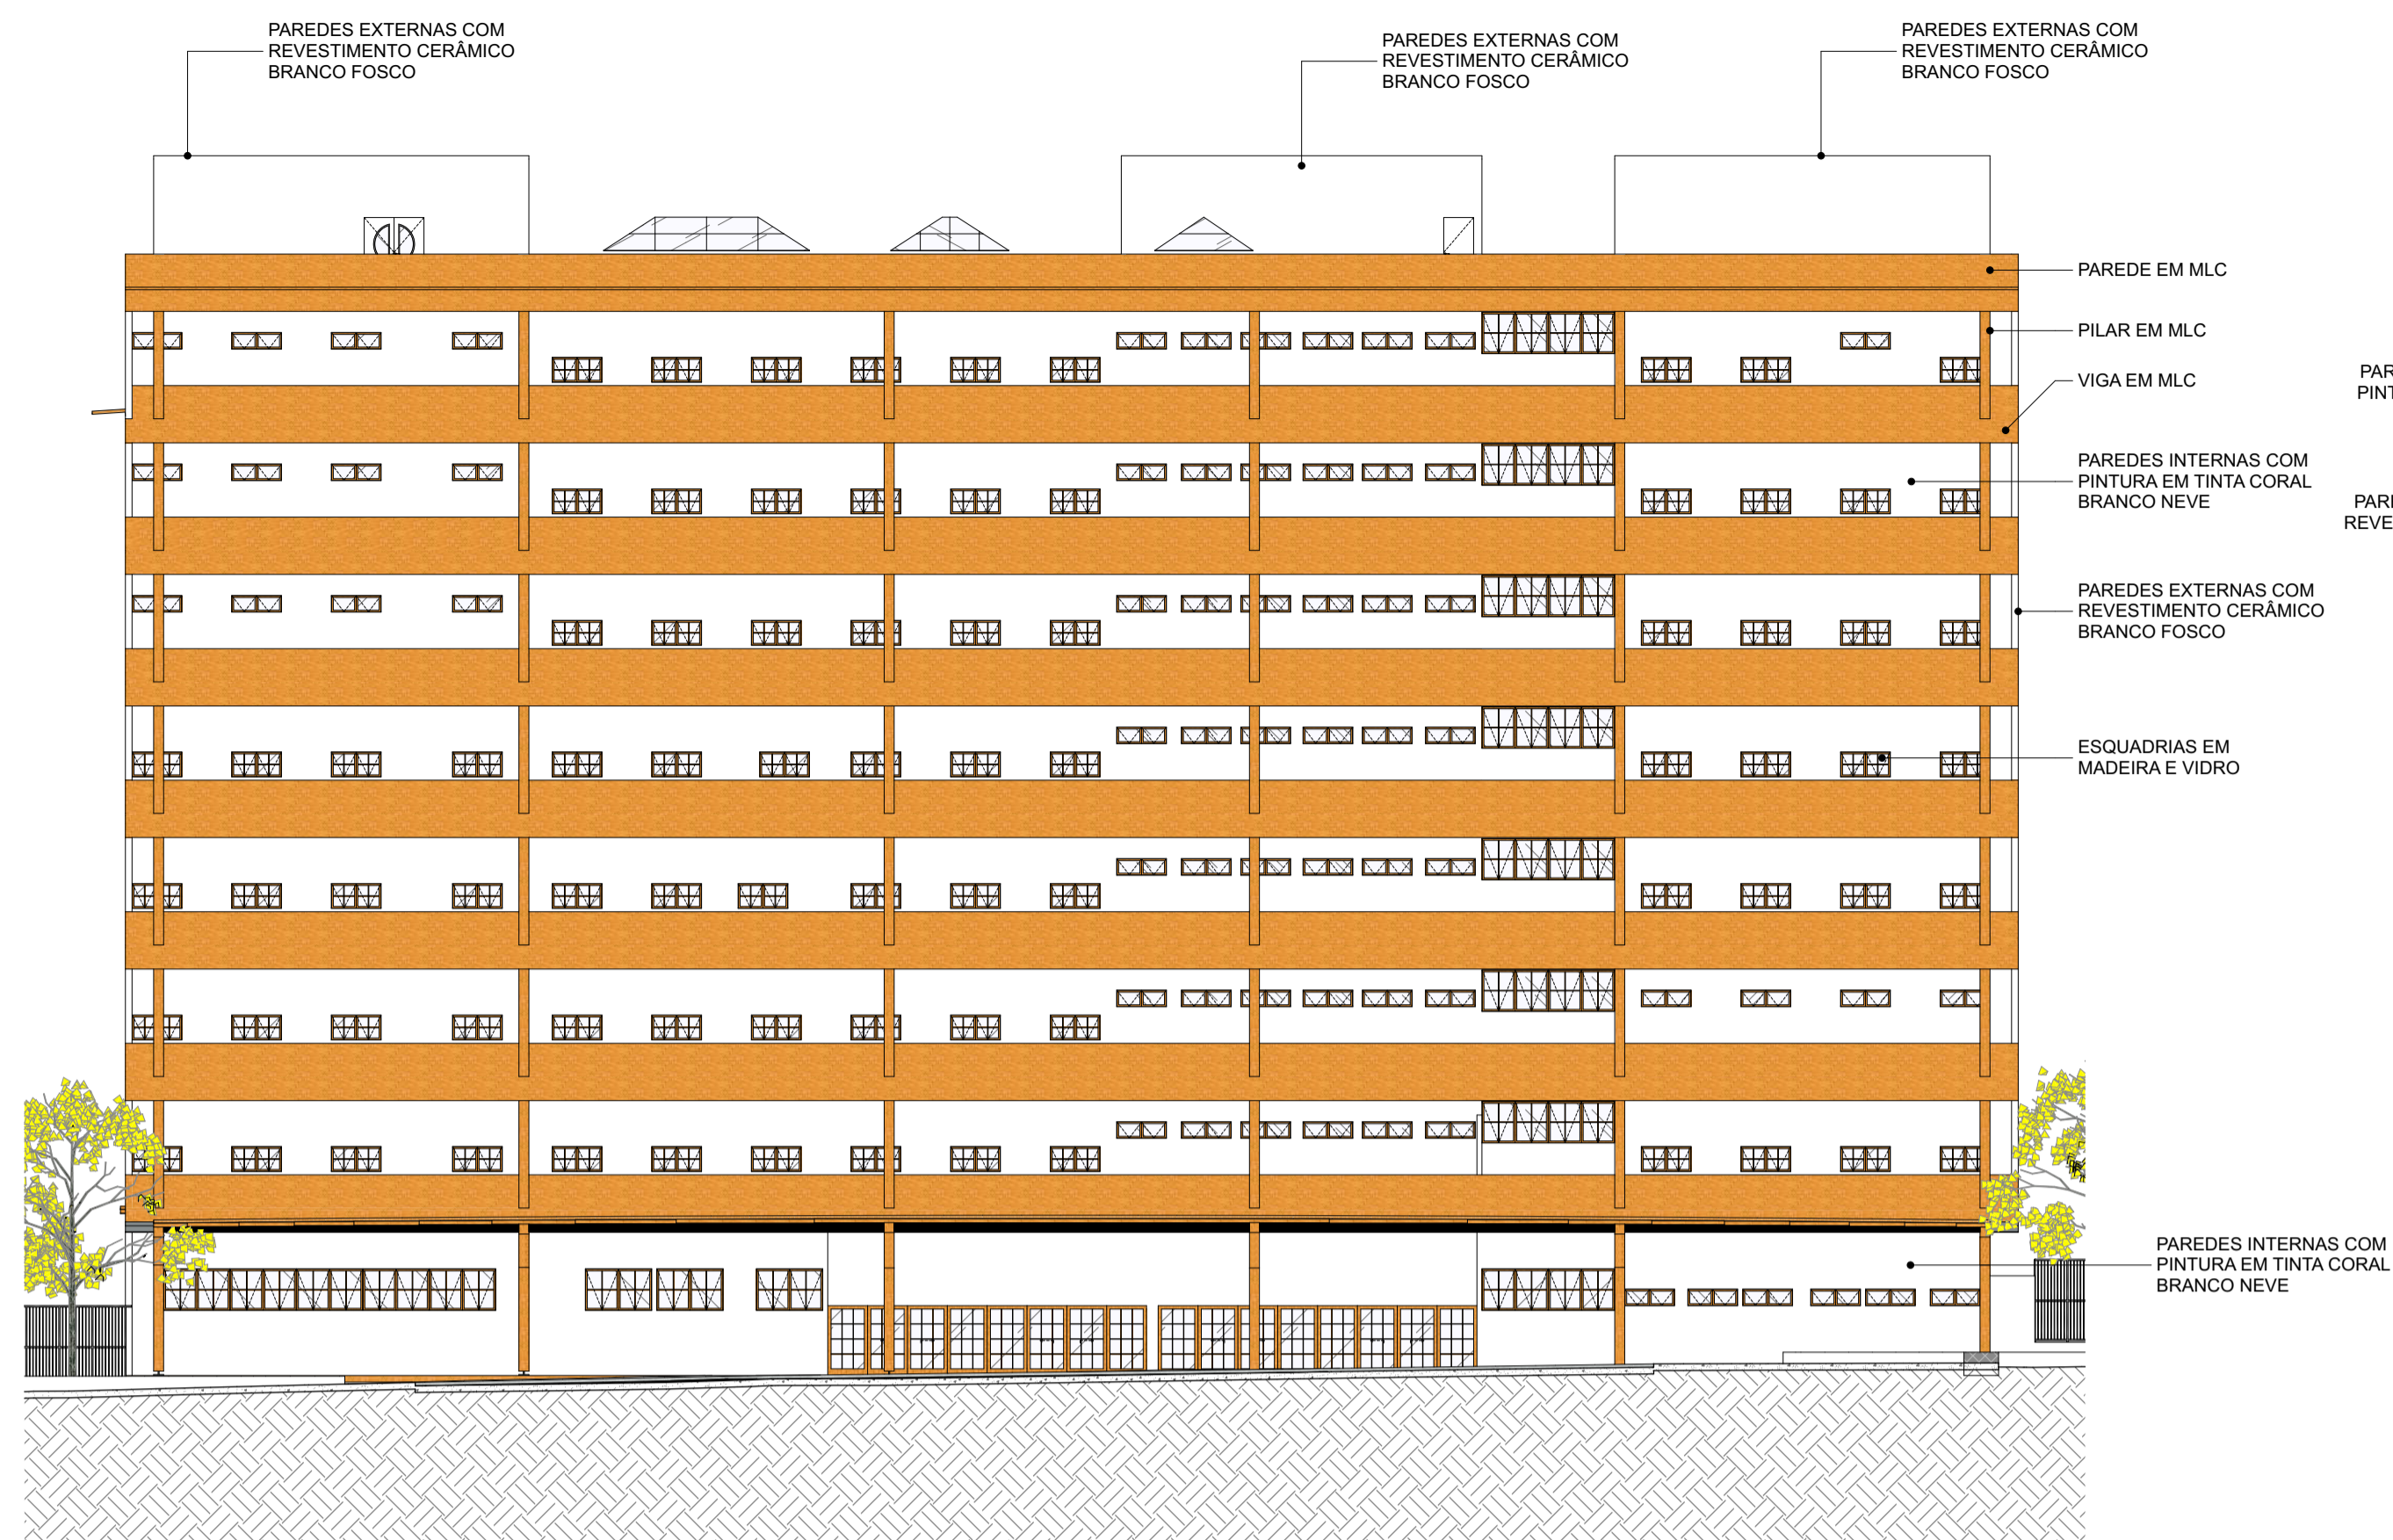 PAREDES EXTERNAS COM
REVESTIMENTO CERÂMICO
BRANCO FOSCO
PAREDES EXTERNAS COM
REVESTIMENTO CERÂMICO
BRANCO FOSCO
PAREDES EXTERNAS COM
REVESTIMENTO CERÂMICO
BRANCO FOSCO
PAREDE EM MLC
PILAR EM MLC
VIGA EM MLC
PAREDES INTERNAS COM
PINTURA EM TINTA CORAL
BRANCO NEVE
PAREDES EXTERNAS COM
REVESTIMENTO CERÂMICO
BRANCO FOSCO
ESQUADRIAS EM
MADEIRA E VIDRO
PAREDES INTERNAS COM
PINTURA EM TINTA CORAL
BRANCO NEVE